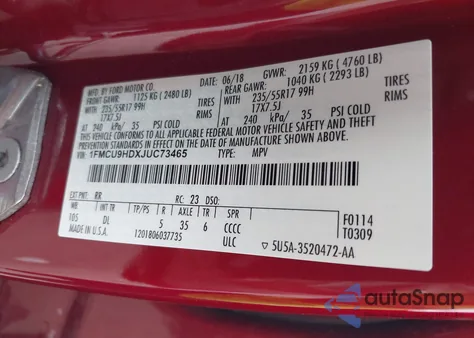 MFD. BY FORD MOTOR CO.
DATE: 06/18 GVWR: 2159 KG ( 4760 LB)
FRONT GAWR: 1125 KG ( 2480 LB) REAR GAWR: 1040 KG ( 2293 LB)
235/55R17 99H TIRES 235/55R17 99H TIRES
17X7.5J RIMS 17X7.5J RIMS
AT 240 kPa/ 35 PSI COLD AT 240 kPa/ 35 PSI COLD
THIS VEHICLE CONFORMS TO ALL APPLICABLE FEDERAL MOTOR VEHICLE SAFETY AND THEFT PREVENTION STANDARDS IN EFFECT ON THE DATE OF MANUFACTURE SHOWN ABOVE.
VIN: 1FMCU9HDXJUC73465 TYPE: MPV
EXT PNT: RR RC: 23 DSO:
F0114
T0309
INT TR TP/PS R AXLE TR SPR
105 DL 5 35 6 CCCC
MADE IN U.S.A. 1201806037735 ULC
5U5A-3520472-AA
autoSnap